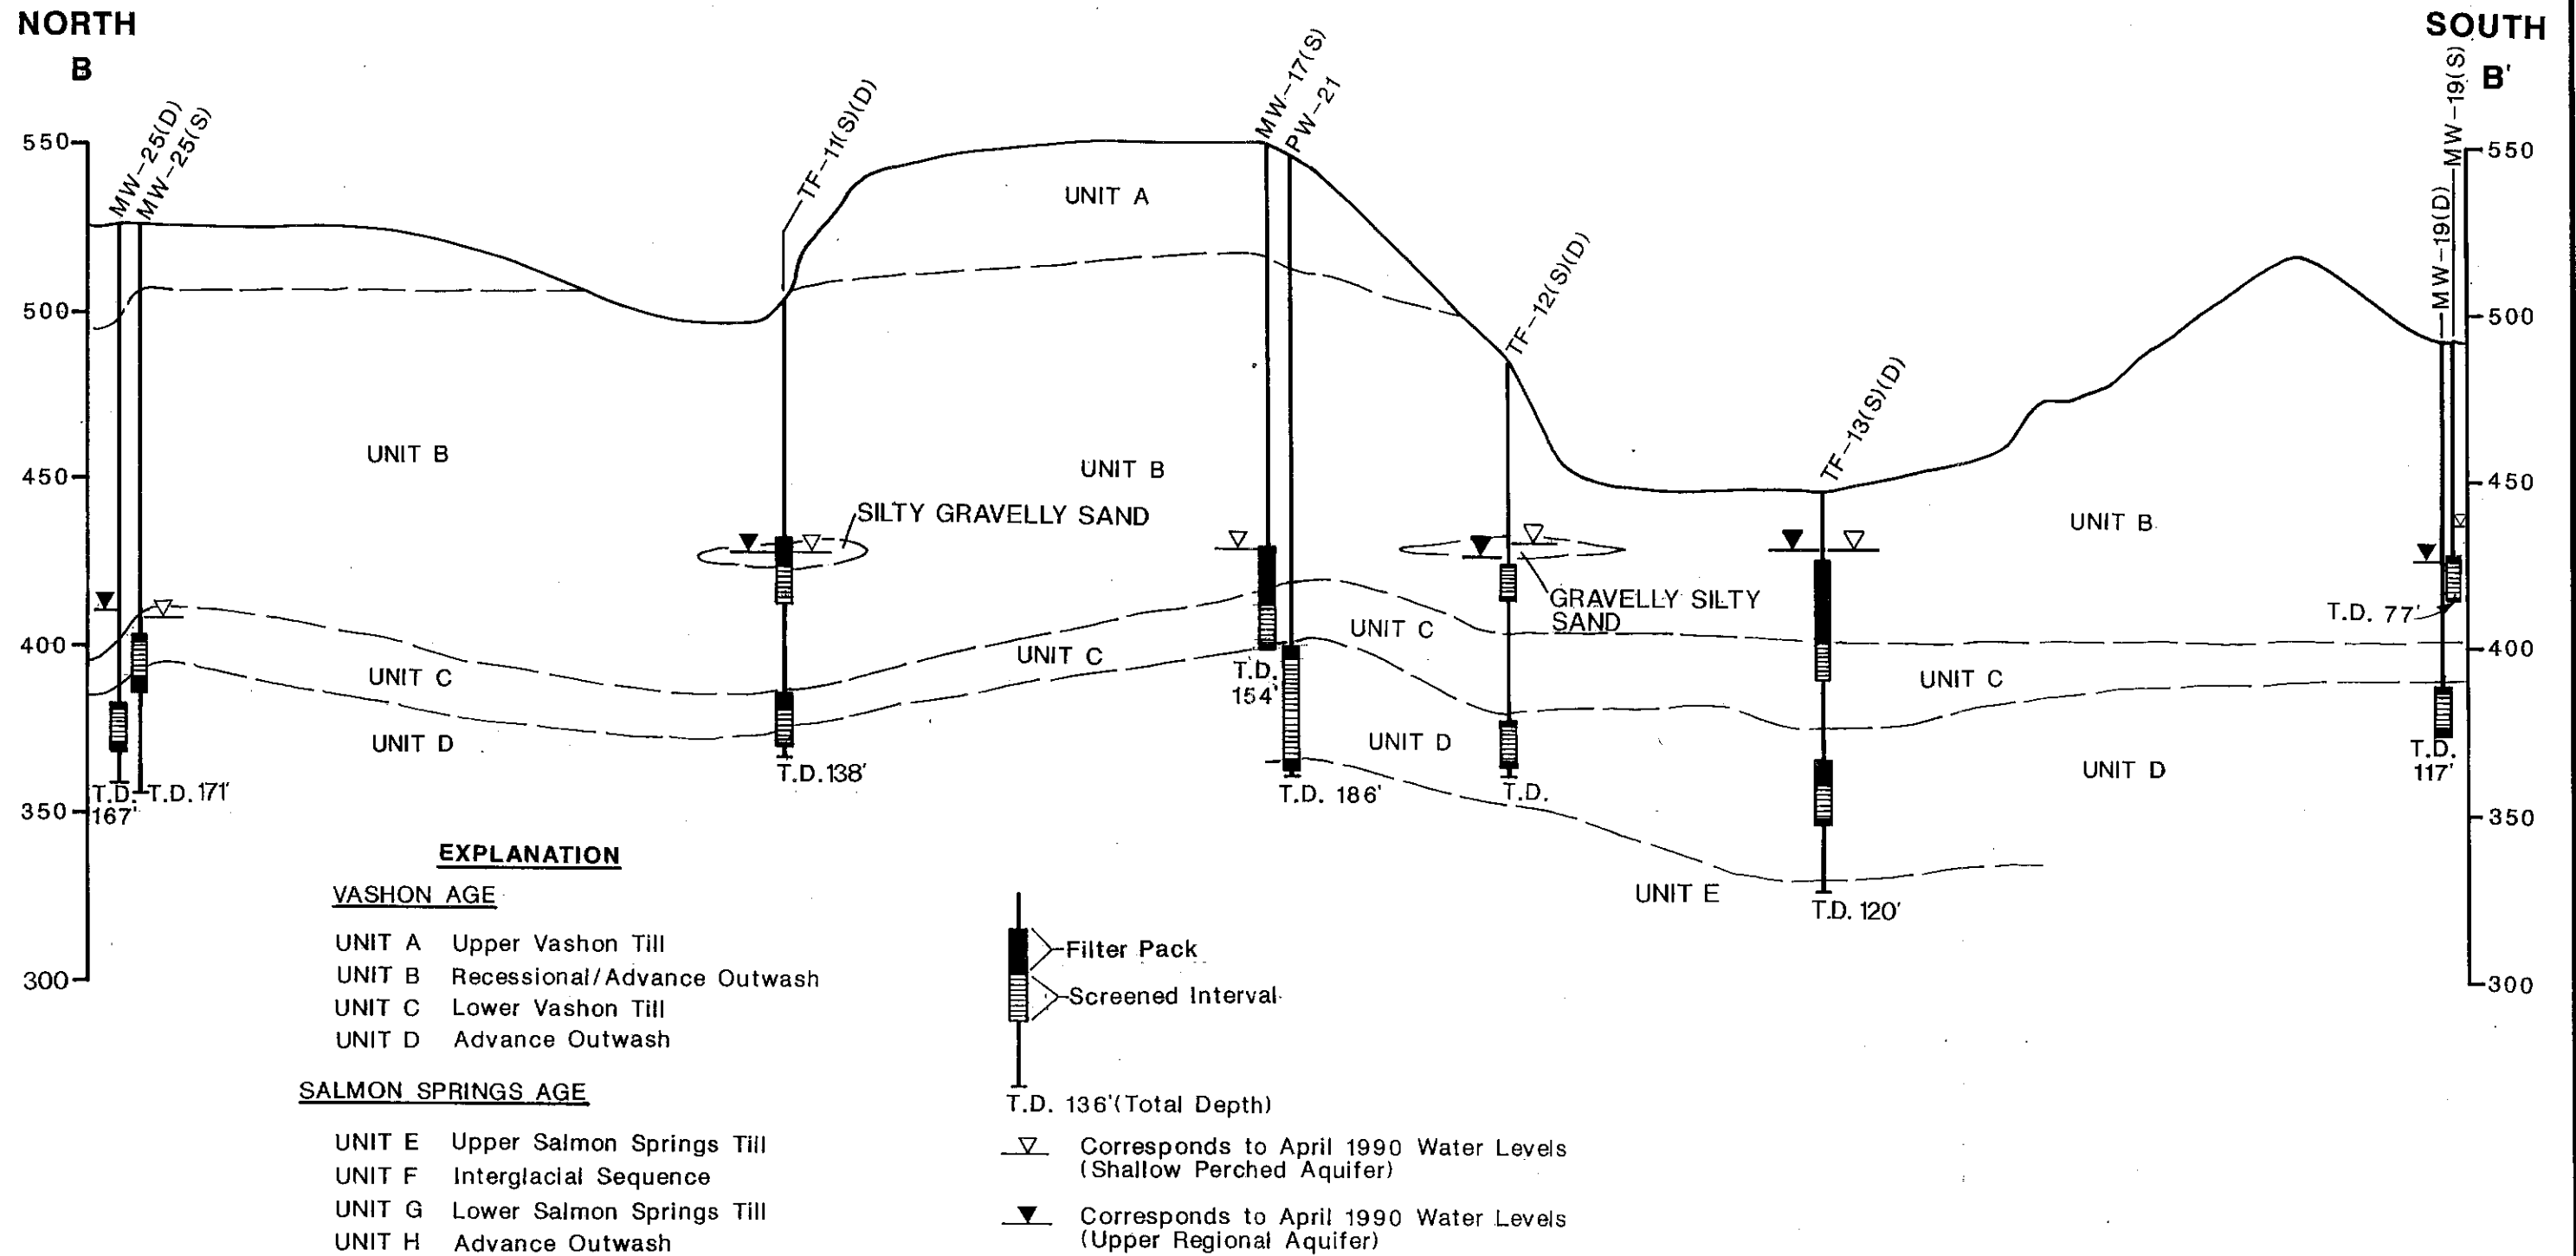 NORTH
SOUTH
B
B'
MW-25(D)
MW-25(S)
TF-11(S)(D)
MW-17(S)
PW-21
TF-12(S)(D)
TF-13(S)(D)
MW-19(D)
MW-19(S)
550
500
450
400
350
300
550
500
450
400
350
300
UNIT A
UNIT B
UNIT B
UNIT B
SILTY GRAVELLY SAND
GRAVELLY SILTY
SAND
UNIT C
UNIT C
UNIT C
UNIT C
UNIT D
UNIT D
UNIT D
UNIT E
T.D.
167'
T.D. 171'
T.D. 138'
T.D.
154'
T.D. 186'
T.D.
T.D. 120'
T.D. 77'
T.D.
117'
EXPLANATION
VASHON AGE
UNIT A Upper Vashon Till
UNIT B Recessional/Advance Outwash
UNIT C Lower Vashon Till
UNIT D Advance Outwash
SALMON SPRINGS AGE
UNIT E Upper Salmon Springs Till
UNIT F Interglacial Sequence
UNIT G Lower Salmon Springs Till
UNIT H Advance Outwash
Filter Pack
Screened Interval
T.D. 136'(Total Depth)
Corresponds to April 1990 Water Levels
(Shallow Perched Aquifer)
Corresponds to April 1990 Water Levels
(Upper Regional Aquifer)